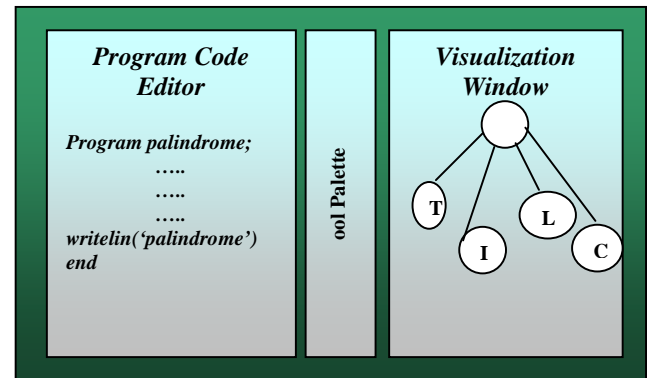 Program Code
Editor
Program palindrome;
…..
…..
…..
writelin(‘palindrome’)
end
ool Palette
Visualization
Window
T
I
L
C